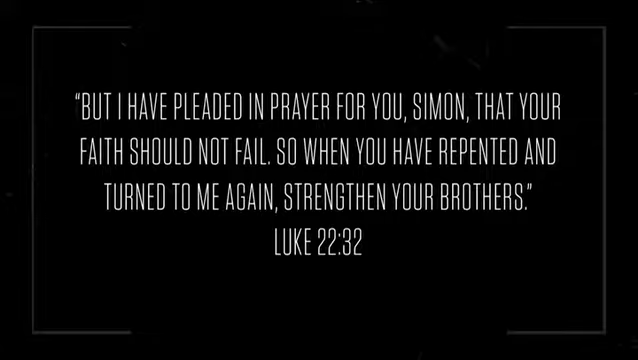 “BUT I HAVE PLEADED IN PRAYER FOR YOU, SIMON, THAT YOUR
FAITH SHOULD NOT FAIL. SO WHEN YOU HAVE REPENTED AND
TURNED TO ME AGAIN, STRENGTHEN YOUR BROTHERS.”
LUKE 22:32